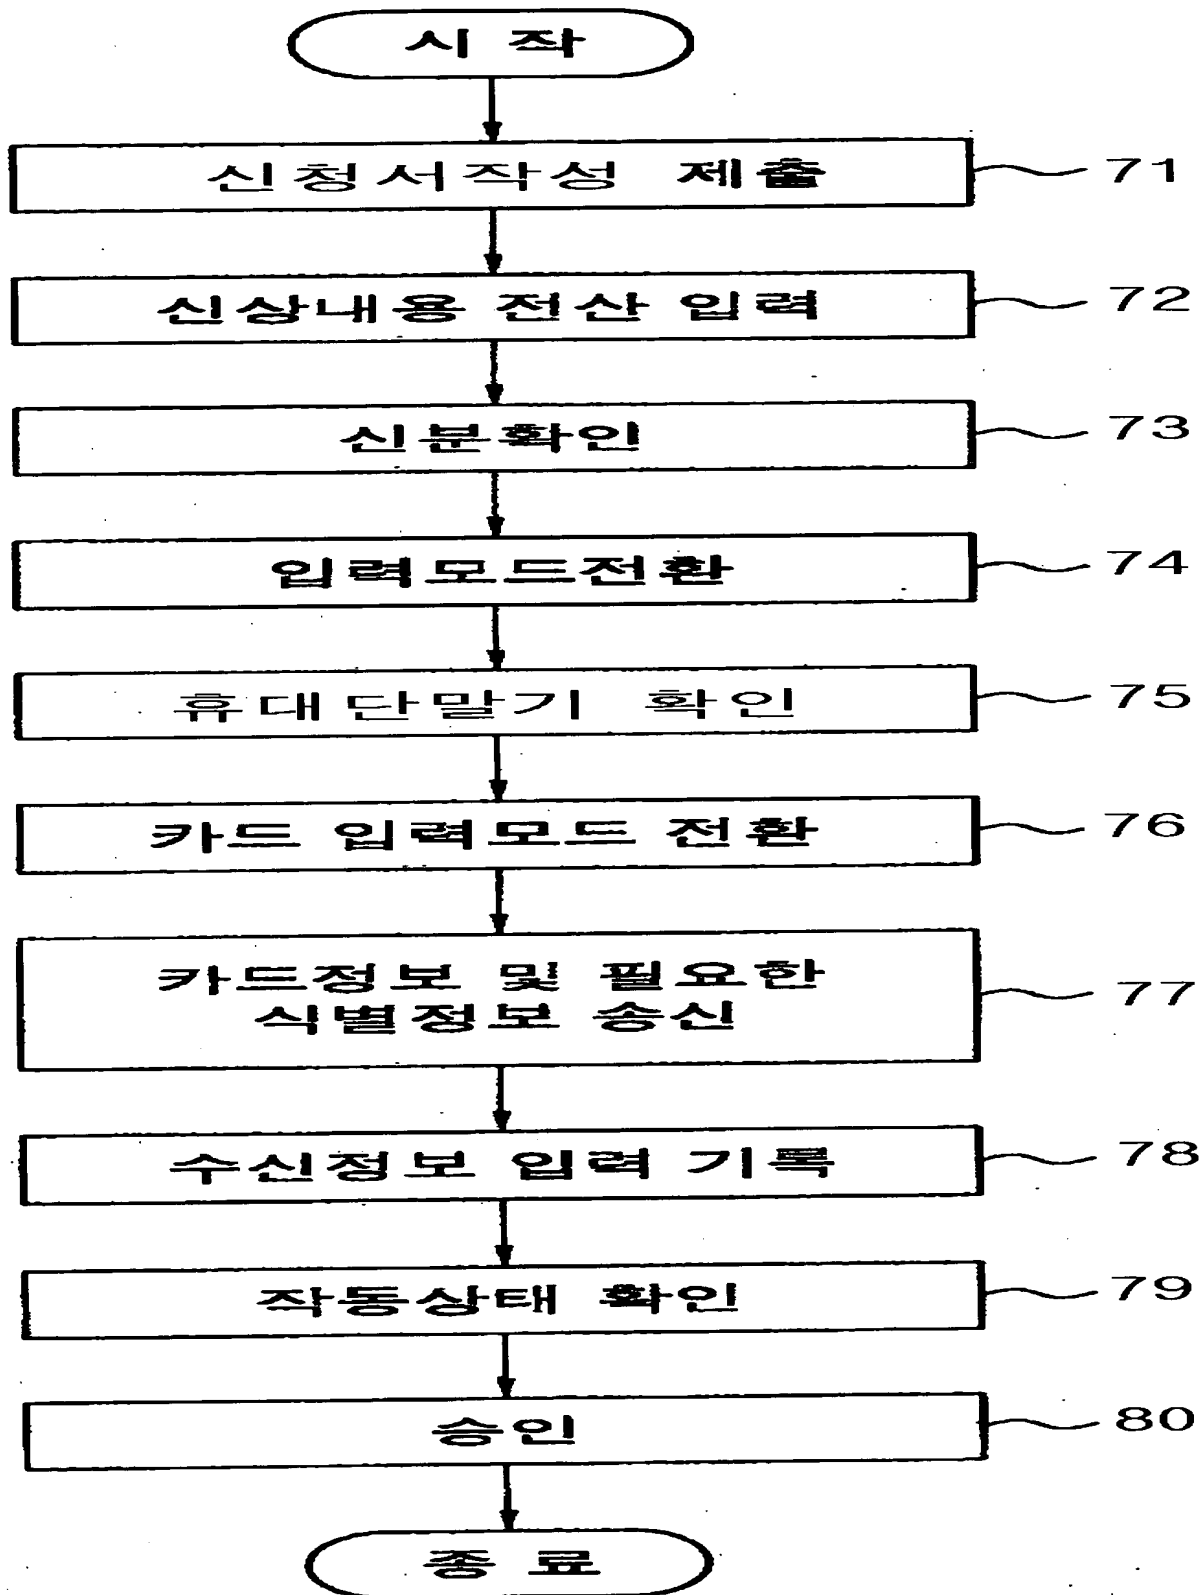 시 작
신청서작성 제출 71
신상내용 전산 입력 72
신분확인 73
입력모드전환 74
휴대단말기 확인 75
카드 입력모드 전환 76
카드정보 및 필요한
식별정보 송신 77
수신정보 입력 기록 78
작동상태 확인 79
승인 80
종 료